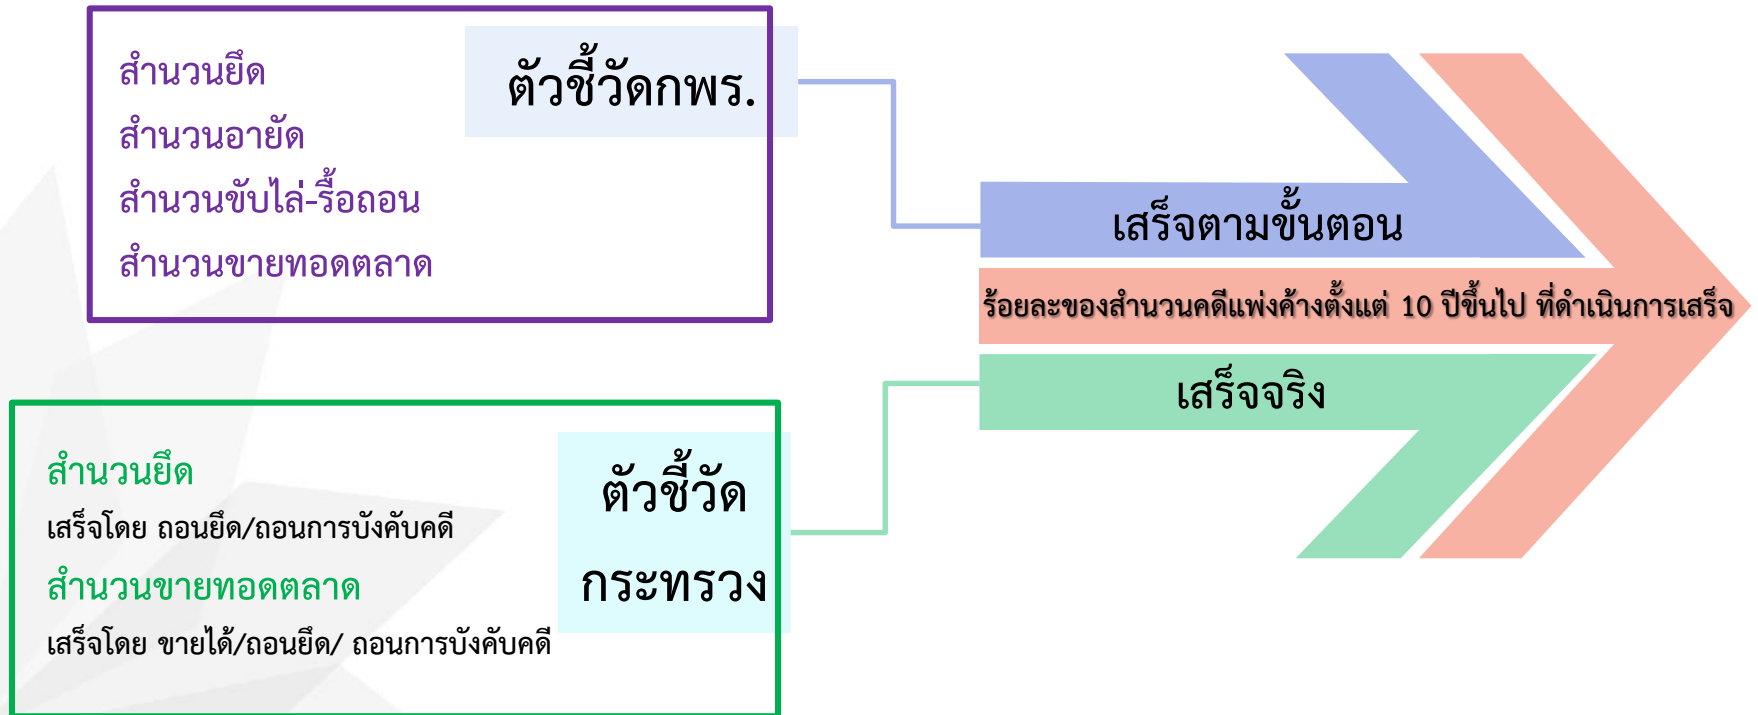 สำนวนยึด
สำนวนอายัด
สำนวนขับไล่-รื้อถอน
สำนวนขายทอดตลาด
ตัวชี้วัดกพร.
เสร็จตามขั้นตอน
ร้อยละของสำนวนคดีแพ่งค้างตั้งแต่ 10 ปีขึ้นไป ที่ดำเนินการเสร็จ
เสร็จจริง
สำนวนยึด
เสร็จโดย ถอนยึด/ถอนการบังคับคดี
สำนวนขายทอดตลาด
เสร็จโดย ขายได้/ถอนยึด/ ถอนการบังคับคดี
ตัวชี้วัด
กระทรวง